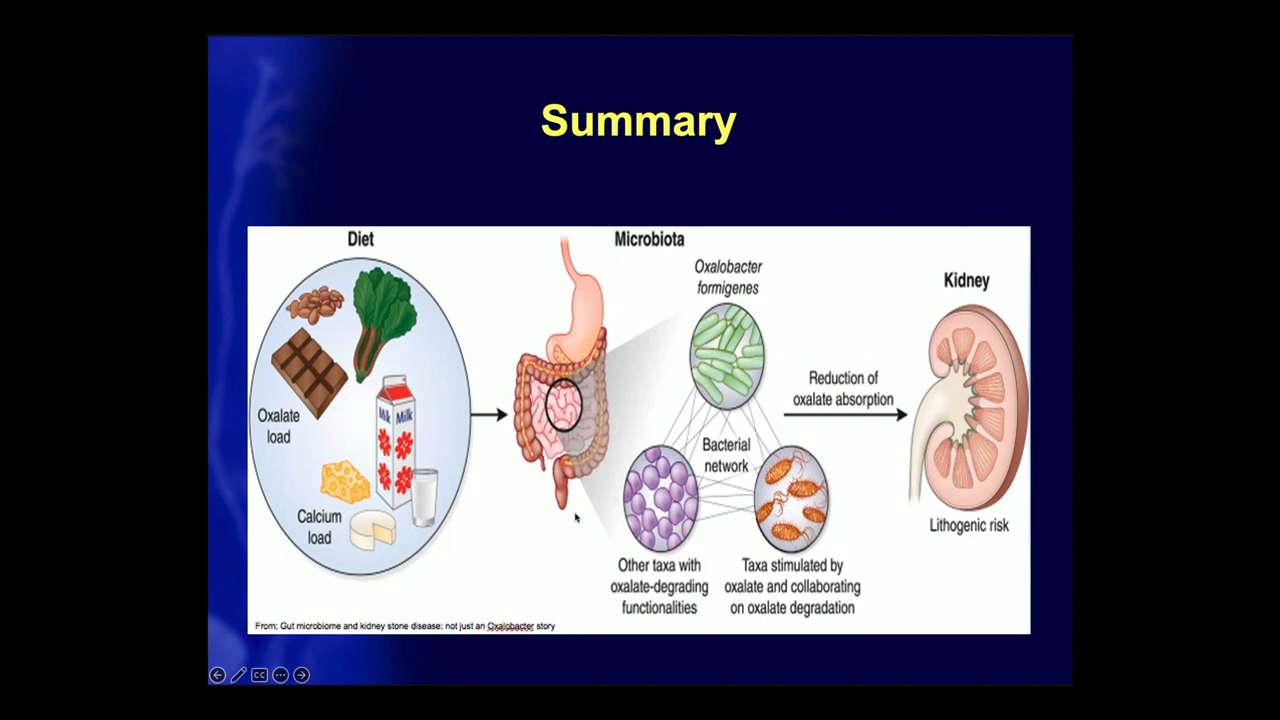 Summary
Diet
Oxalate
load
Milk
Milk
Calcium
load
Microbiota
Oxalobacter
formigenes
Bacterial
network
Other taxa with
oxalate-degrading
functionalities
Taxa stimulated by
oxalate and collaborating
on oxalate degradation
Reduction of
oxalate absorption
Kidney
Lithogenic risk
From: Gut microbiome and kidney stone disease: not just an Oxalobacter story
CC